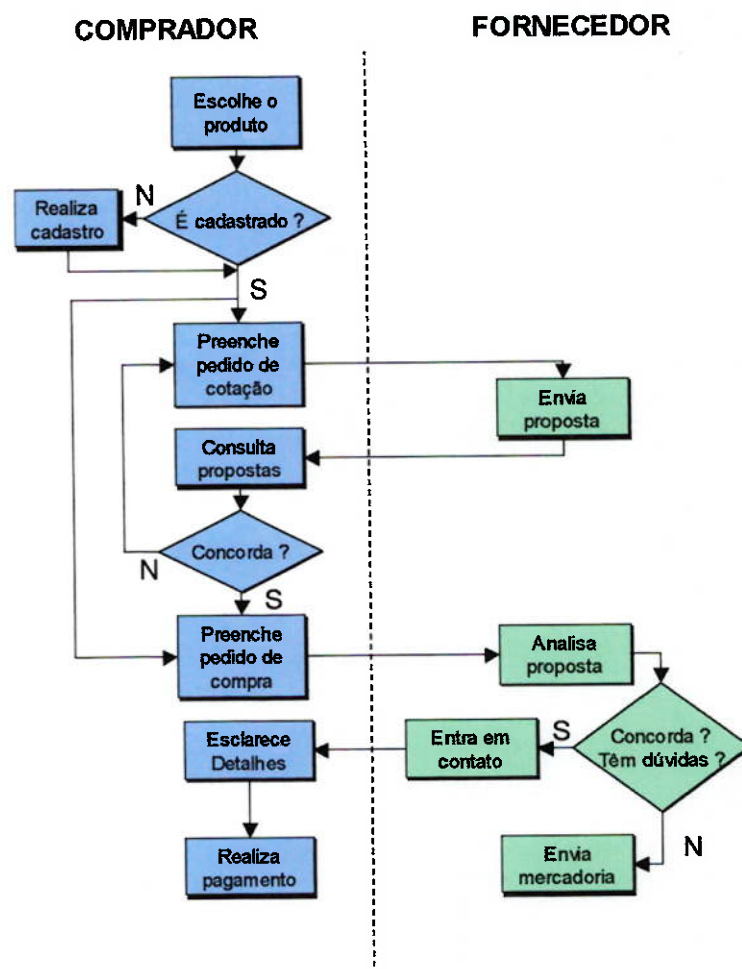 COMPRADOR
FORNECEDOR
Escolhe o
produto
N
É cadastrado ?
Realiza
cadastro
S
Preenche
pedido de
cotação
Envia
proposta
Consulta
propostas
Concorda ?
N
S
Preenche
pedido de
compra
Analisa
proposta
Concorda ?
Têm dúvidas ?
S
Entra em
contato
Esclarece
Detalhes
N
Envia
mercadoria
Realiza
pagamento